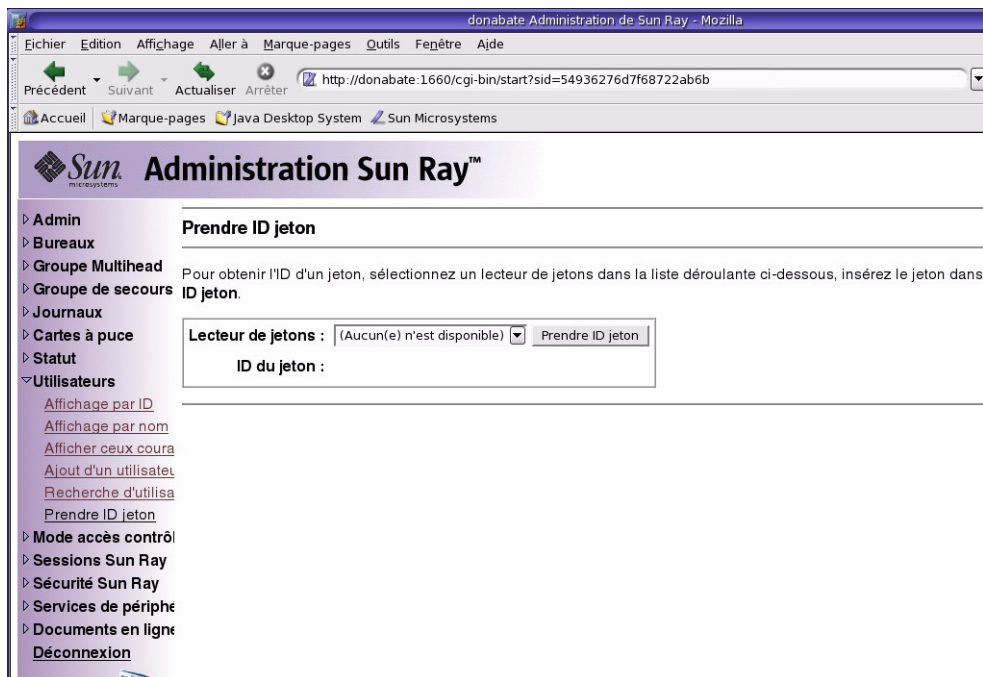 donabate Administration de Sun Ray - Mozilla
Eichier Edition Affichage Aller à Marque-pages Outils Fenêtre Aide
Précédent Suivant Actualiser Arrêter http://donabate:1660/cgi-bin/start?sid=54936276d7f68722ab6b
Accueil Marque-pages Java Desktop System Sun Microsystems
Sun microsystems Administration Sun Ray™
Admin
Bureaux
Groupe Multihead
Groupe de secours
Journaux
Cartes à puce
Statut
Utilisateurs
Affichage par ID
Affichage par nom
Afficher ceux coura
Ajout d'un utilisateu
Recherche d'utilisa
Prendre ID jeton
Mode accès contrôl
Sessions Sun Ray
Sécurité Sun Ray
Services de périphé
Documents en ligne
Déconnexion
Prendre ID jeton
Pour obtenir l'ID d'un jeton, sélectionnez un lecteur de jetons dans la liste déroulante ci-dessous, insérez le jeton dans
ID jeton.
Lecteur de jetons : (Aucun(e) n'est disponible) Prendre ID jeton
ID du jeton :